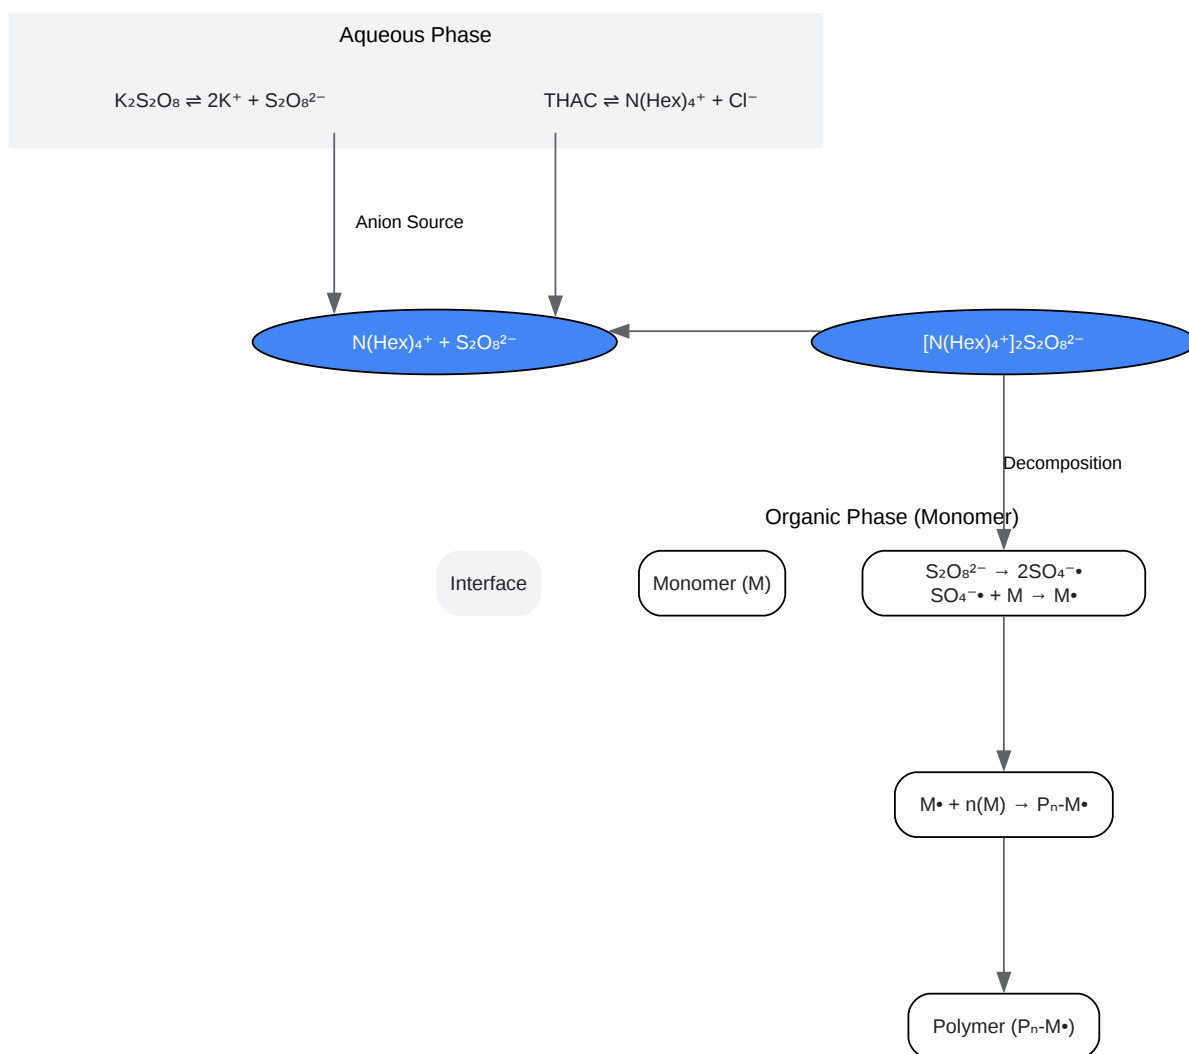 Aqueous Phase
K₂S₂O₈ ⇌ 2K⁺ + S₂O₈²⁻
THAC ⇌ N(Hex)₄⁺ + Cl⁻
Anion Source
N(Hex)₄⁺ + S₂O₈²⁻
[N(Hex)₄⁺]₂S₂O₈²⁻
Decomposition
Organic Phase (Monomer)
Interface
Monomer (M)
S₂O₈²⁻ → 2SO₄⁻•
SO₄⁻• + M → M•
M• + n(M) → Pₙ-M•
Polymer (Pₙ-M•)